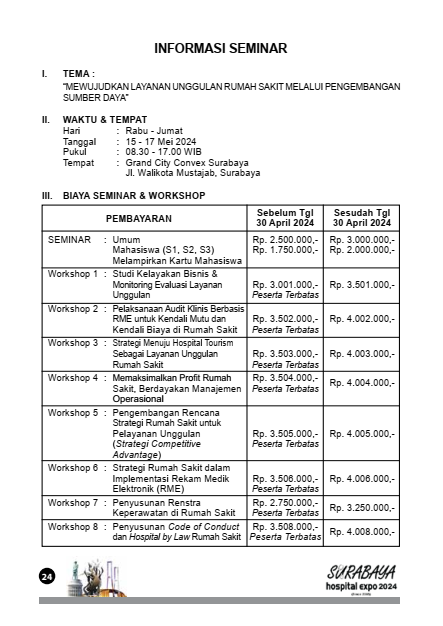 INFORMASI SEMINAR
I. TEMA :
"MEWUJUDKAN LAYANAN UNGGULAN RUMAH SAKIT MELALUI PENGEMBANGAN
SUMBER DAYA"
II. WAKTU & TEMPAT
Hari : Rabu - Jumat
Tanggal : 15 - 17 Mei 2024
Pukul : 08.30 - 17.00 WIB
Tempat : Grand City Convex Surabaya
Jl. Walikota Mustajab, Surabaya
III. BIAYA SEMINAR & WORKSHOP
PEMBAYARAN
Sebelum Tgl
30 April 2024
Sesudah Tgl
30 April 2024
SEMINAR : Umum Rp. 2.500.000,- Rp. 3.000.000,-
Mahasiswa (S1, S2, S3) Rp. 1.750.000,- Rp. 2.000.000,-
Melampirkan Kartu Mahasiswa
Workshop 1 : Studi Kelayakan Bisnis &
Monitoring Evaluasi Layanan Rp. 3.001.000,- Rp. 3.501.000,-
Unggulan Peserta Terbatas
Workshop 2 : Pelaksanaan Audit Klinis Berbasis
RME untuk Kendali Mutu dan Rp. 3.502.000,- Rp. 4.002.000,-
Kendali Biaya di Rumah Sakit Peserta Terbatas
Workshop 3 : Strategi Menuju Hospital Tourism
Sebagai Layanan Unggulan Rp. 3.503.000,- Rp. 4.003.000,-
Rumah Sakit Peserta Terbatas
Workshop 4 : Memaksimalkan Profit Rumah Rp. 3.504.000,-
Sakit, Berdayakan Manajemen Peserta Terbatas Rp. 4.004.000,-
Operasional
Workshop 5 : Pengembangan Rencana
Strategi Rumah Sakit untuk
Pelayanan Unggulan Rp. 3.505.000,- Rp. 4.005.000,-
(Strategi Competitive Peserta Terbatas
Advantage)
Workshop 6 : Strategi Rumah Sakit dalam
Implementasi Rekam Medik Rp. 3.506.000,- Rp. 4.006.000,-
Elektronik (RME) Peserta Terbatas
Workshop 7 : Penyusunan Renstra Rp. 2.750.000,- Rp. 3.250.000,-
Keperawatan di Rumah Sakit Peserta Terbatas
Workshop 8 : Penyusunan Code of Conduct Rp. 3.508.000,- Rp. 4.008.000,-
dan Hospital by Law Rumah Sakit Peserta Terbatas
24
SURABAYA
hospital expo 2024